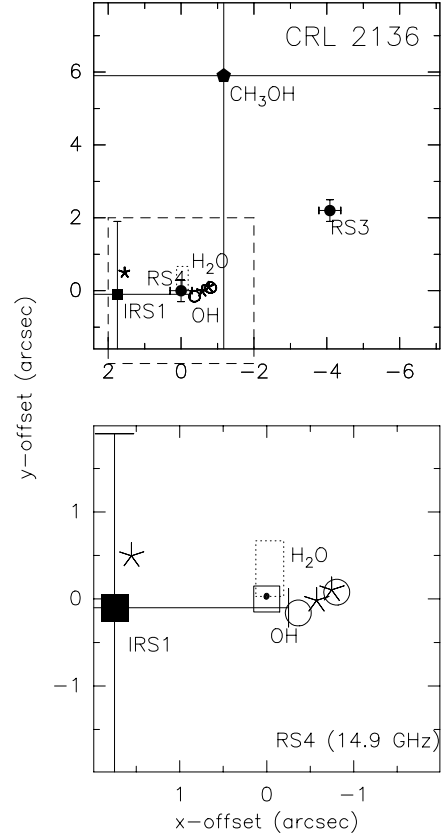 CRL 2136
6
4
2
0
CH₃OH
RS3
H₂O
RS4
IRS1
OH
2 0 -2 -4 -6
y-offset (arcsec)
1
0
-1
H₂O
OH
IRS1
RS4 (14.9 GHz)
1 0 -1
x-offset (arcsec)